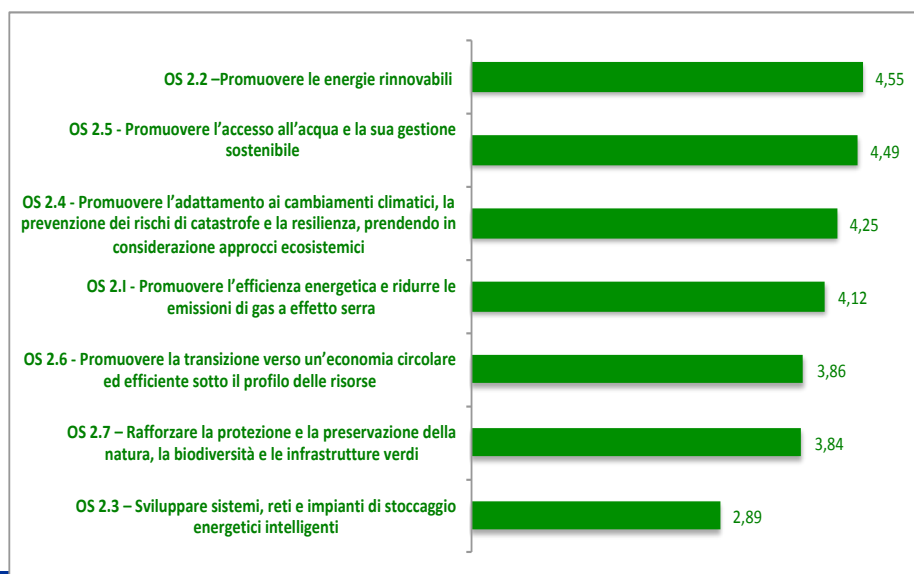 OS 2.2 –Promuovere le energie rinnovabili
4,55
OS 2.5 - Promuovere l’accesso all’acqua e la sua gestione
sostenibile
4,49
OS 2.4 - Promuovere l’adattamento ai cambiamenti climatici, la
prevenzione dei rischi di catastrofe e la resilienza, prendendo in
considerazione approcci ecosistemici
4,25
OS 2.I - Promuovere l’efficienza energetica e ridurre le
emissioni di gas a effetto serra
4,12
OS 2.6 - Promuovere la transizione verso un’economia circolare
ed efficiente sotto il profilo delle risorse
3,86
OS 2.7 – Rafforzare la protezione e la preservazione della
natura, la biodiversità e le infrastrutture verdi
3,84
OS 2.3 – Sviluppare sistemi, reti e impianti di stoccaggio
energetici intelligenti
2,89